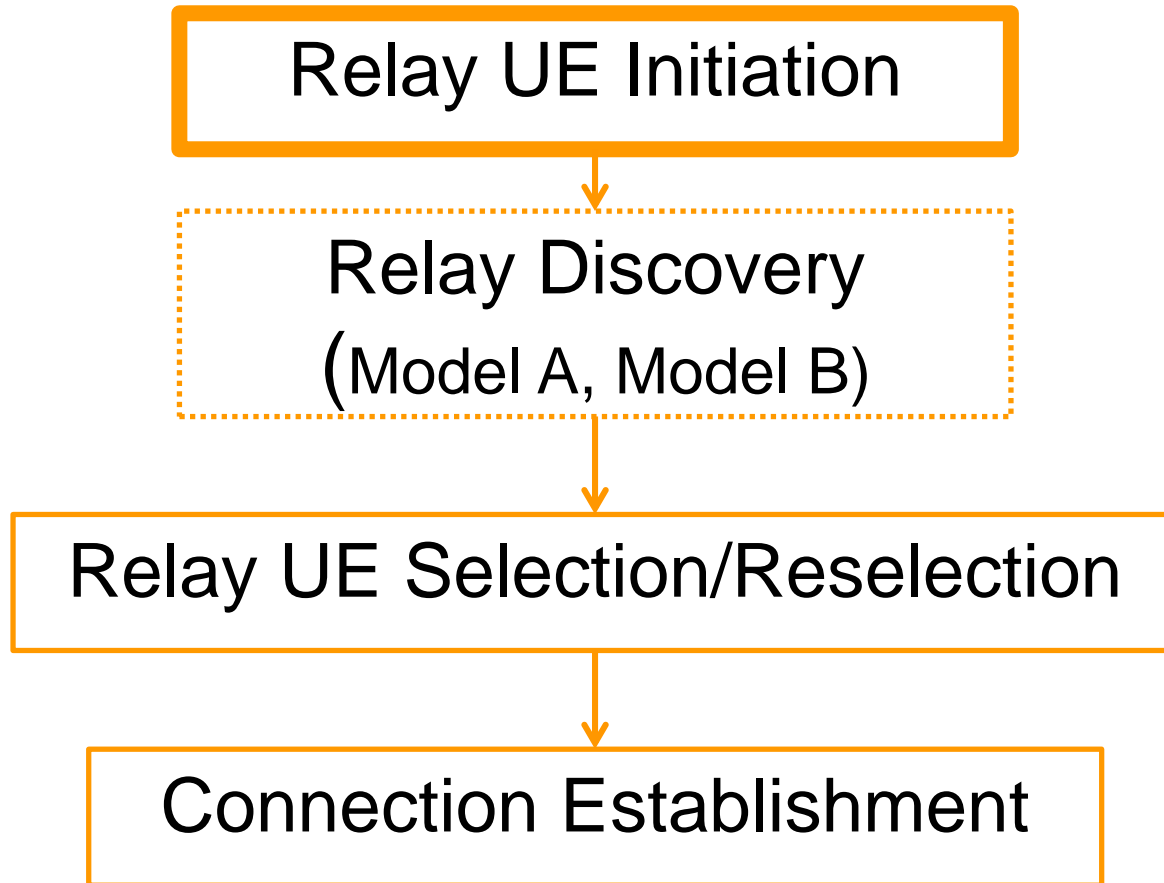 Relay UE Initiation
Relay Discovery
(Model A, Model B)
Relay UE Selection/Reselection
Connection Establishment